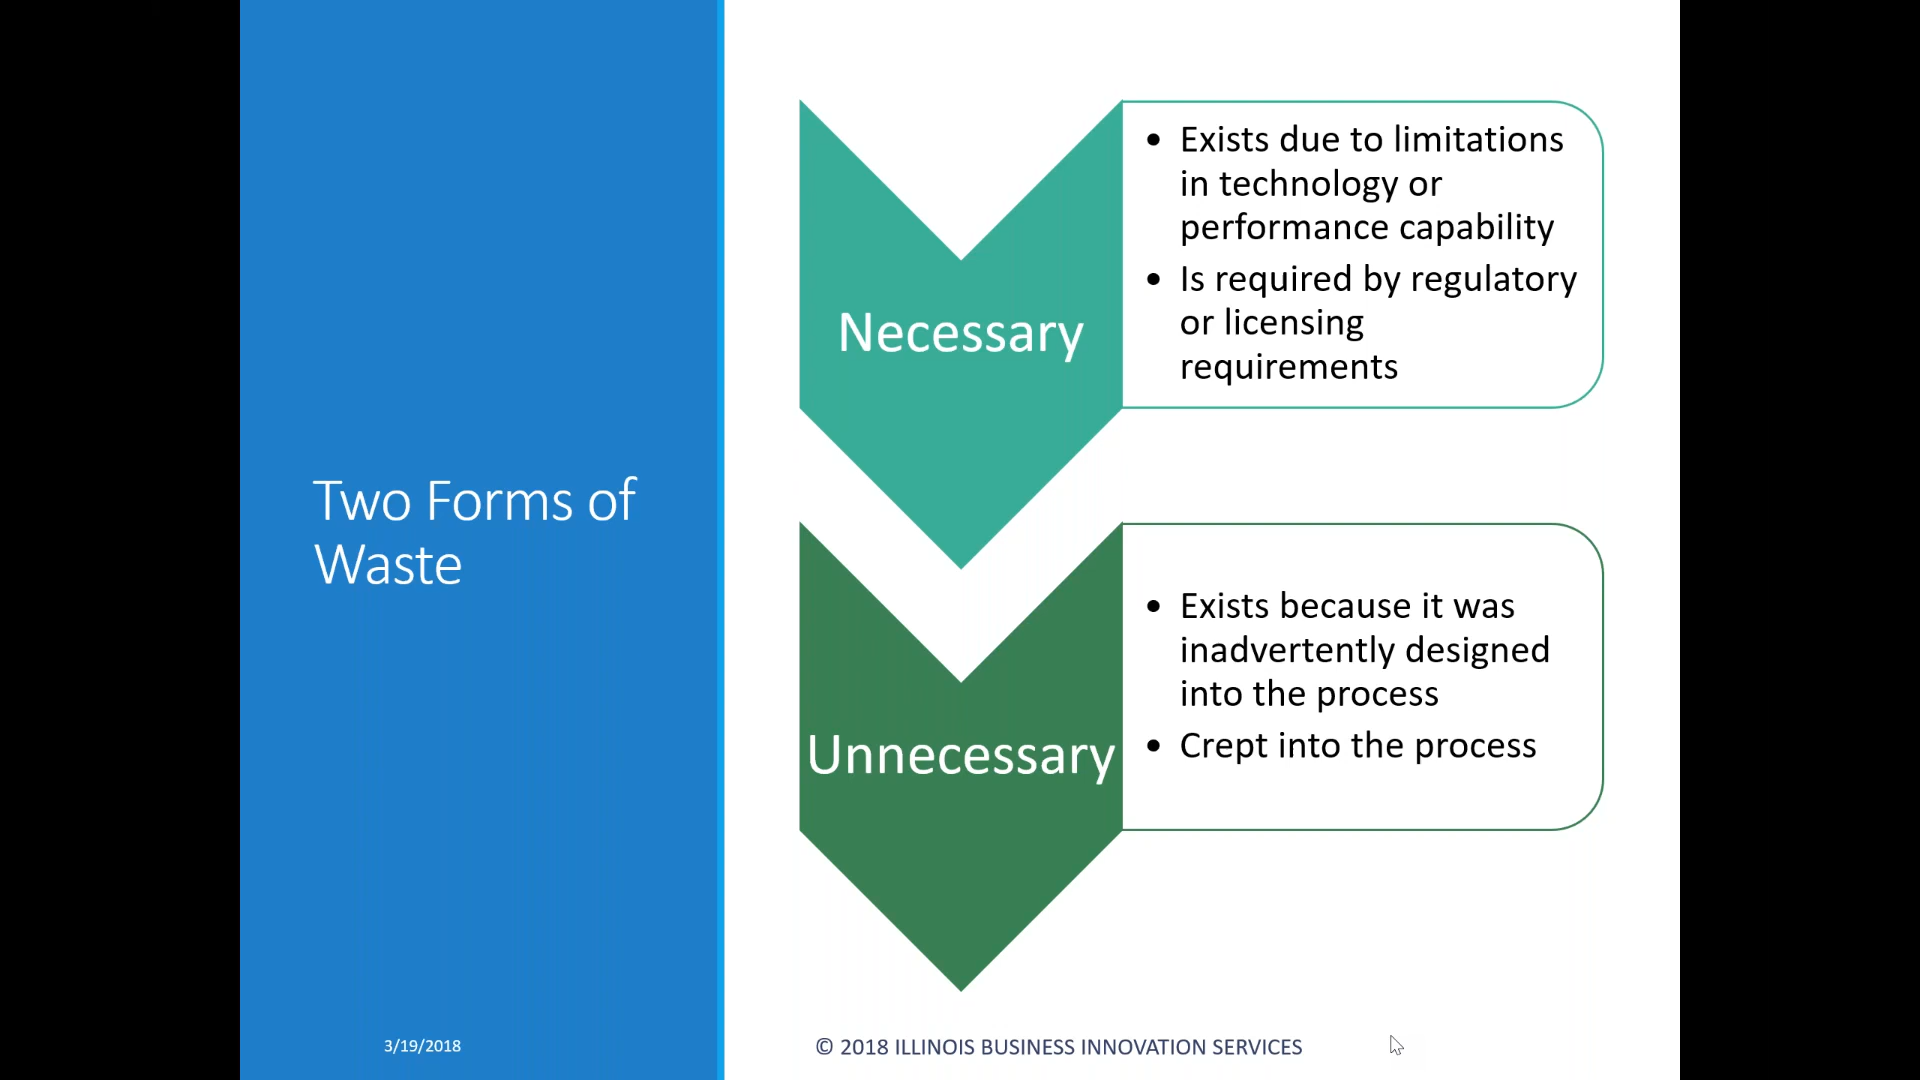 Two Forms of
Waste
Necessary
• Exists due to limitations
in technology or
performance capability
• Is required by regulatory
or licensing
requirements
Unnecessary
• Exists because it was
inadvertently designed
into the process
• Crept into the process
3/19/2018
© 2018 ILLINOIS BUSINESS INNOVATION SERVICES